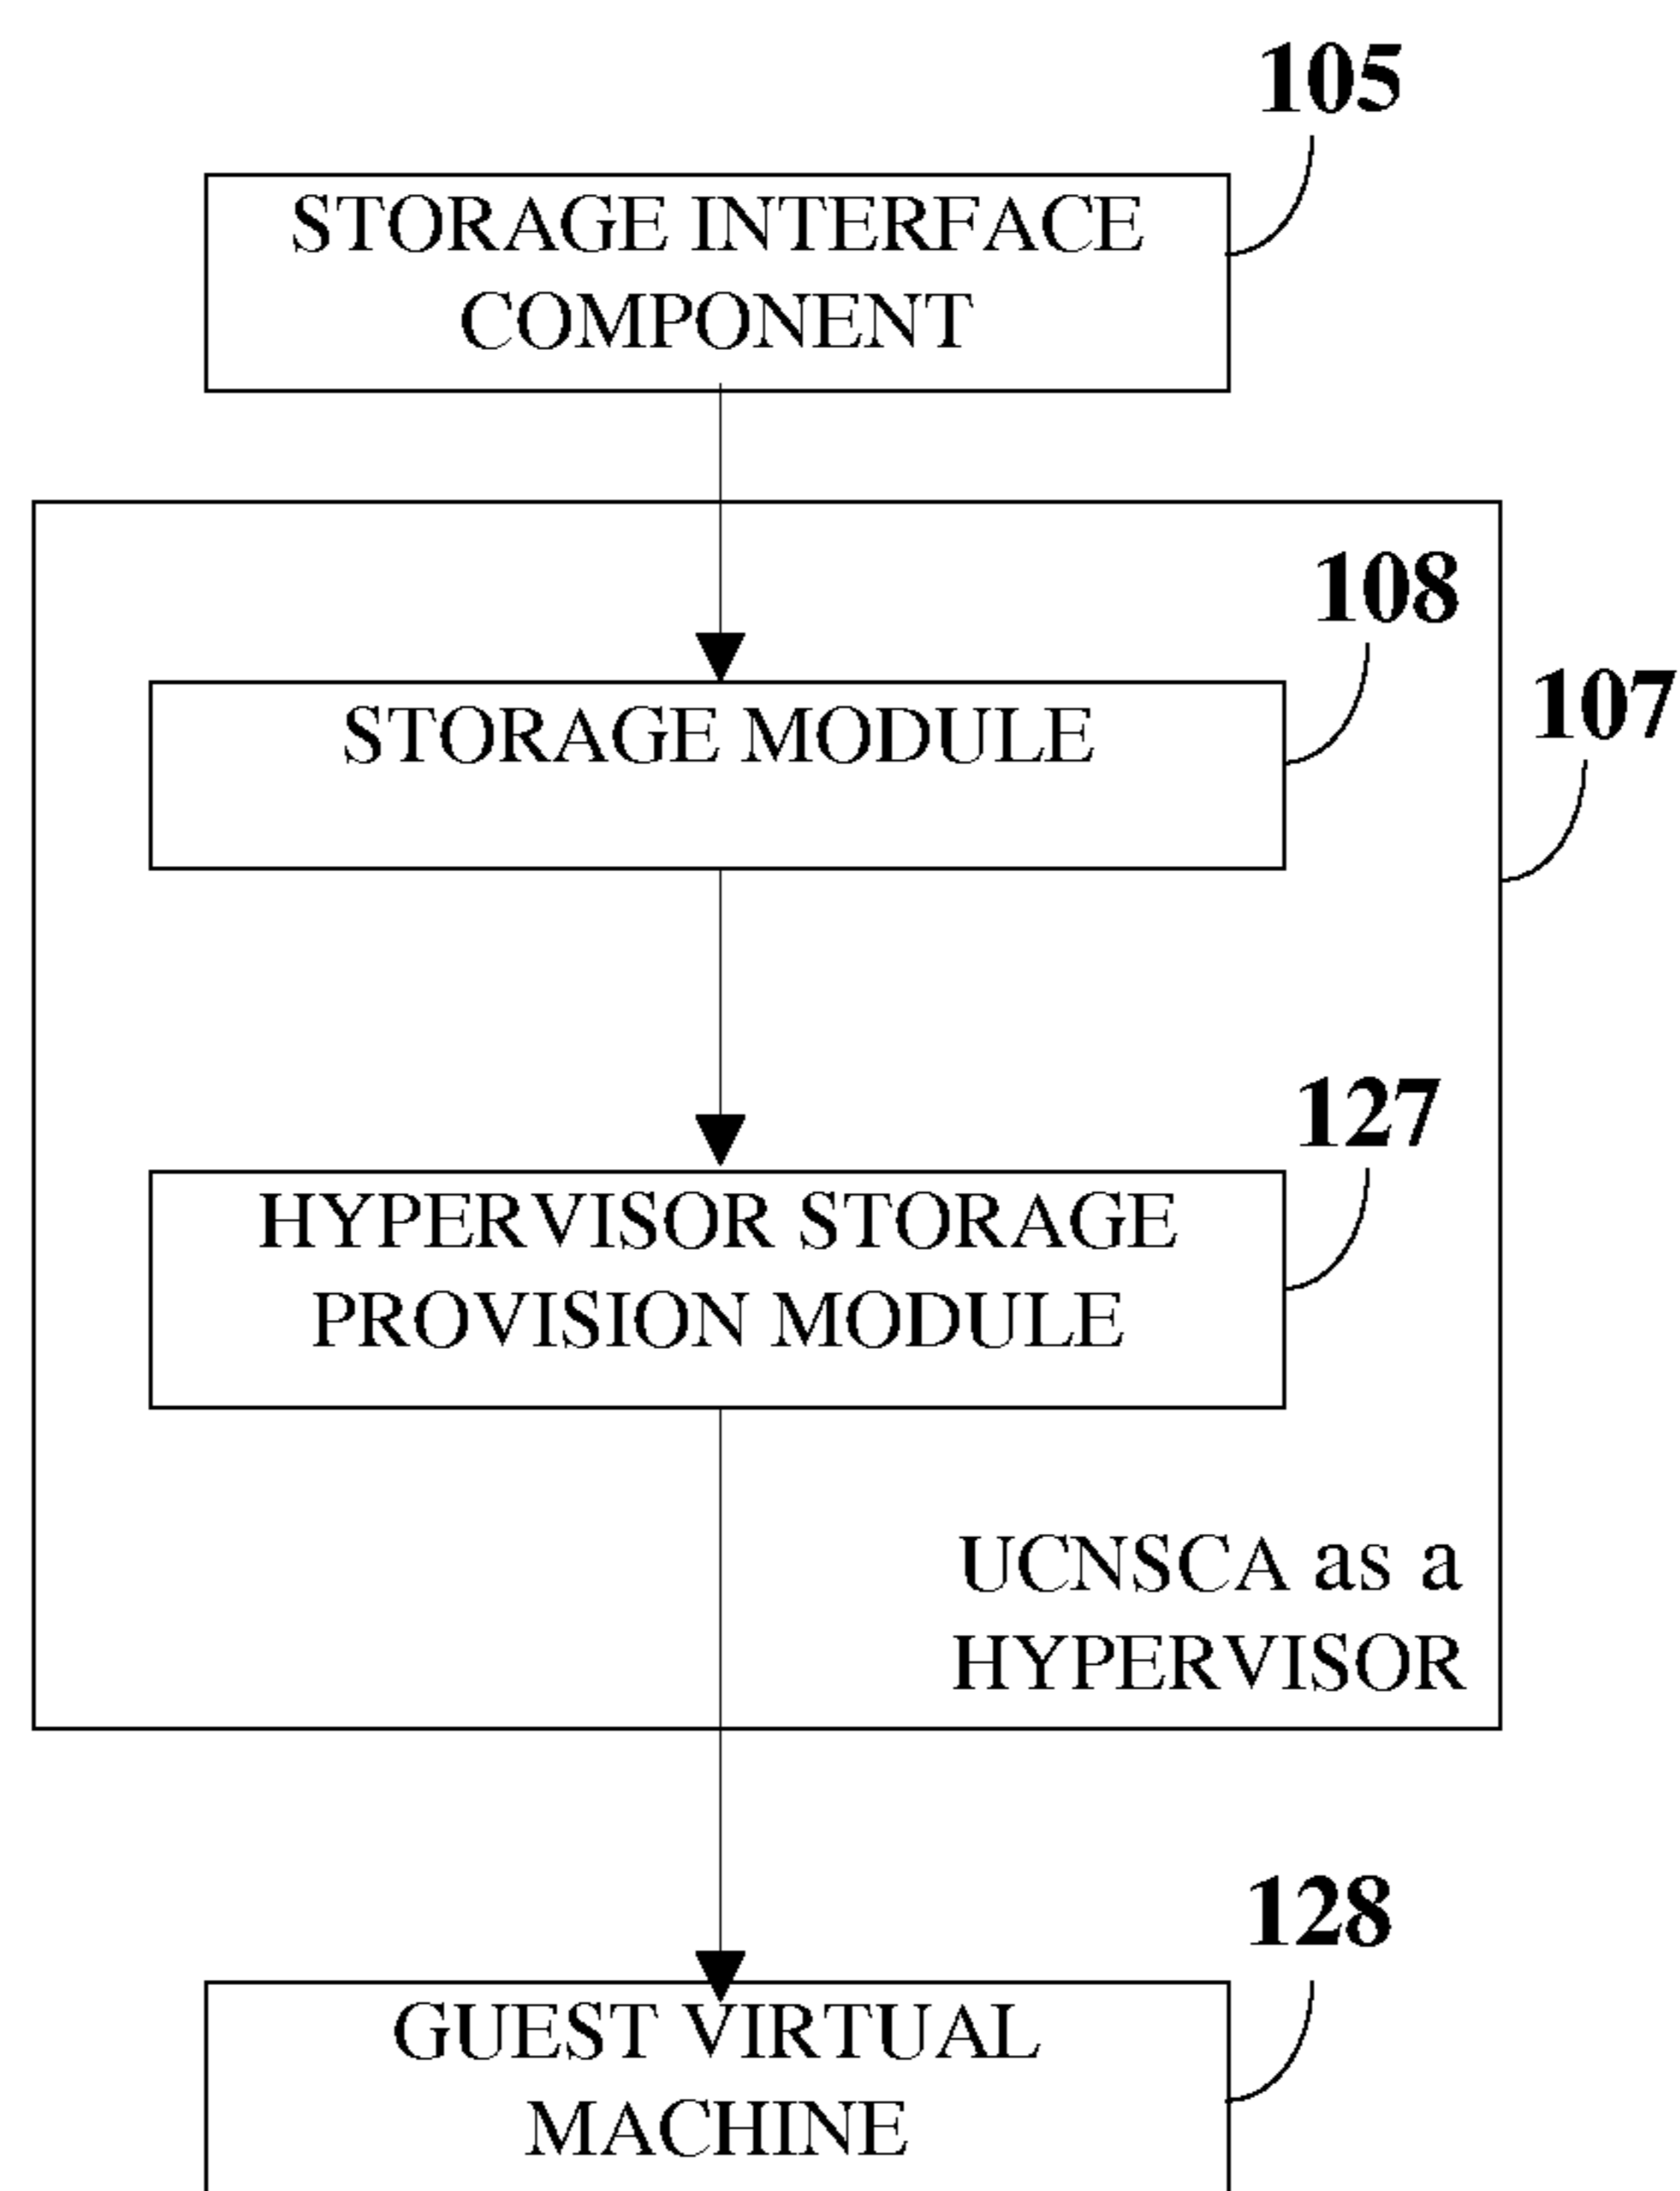 105
STORAGE INTERFACE
COMPONENT
108
STORAGE MODULE
107
127
HYPERVISOR STORAGE
PROVISION MODULE
UCNSCA as a
HYPERVISOR
128
GUEST VIRTUAL
MACHINE